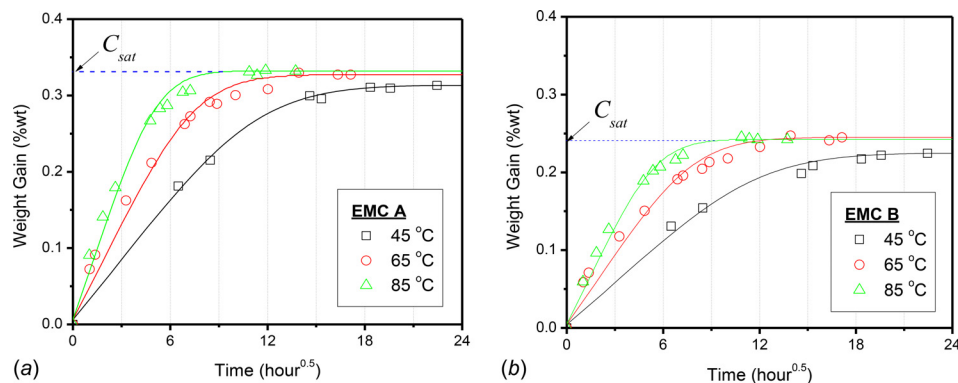 0.4
C_sat
0.3
0.2
0.1
0.0
Weight Gain (%wt)
EMC A
45 °C
65 °C
85 °C
0 6 12 18 24
Time (hour^0.5)
(a)
0.4
0.3
C_sat
0.2
0.1
0.0
Weight Gain (%wt)
EMC B
45 °C
65 °C
85 °C
0 6 12 18 24
Time (hour^0.5)
(b)